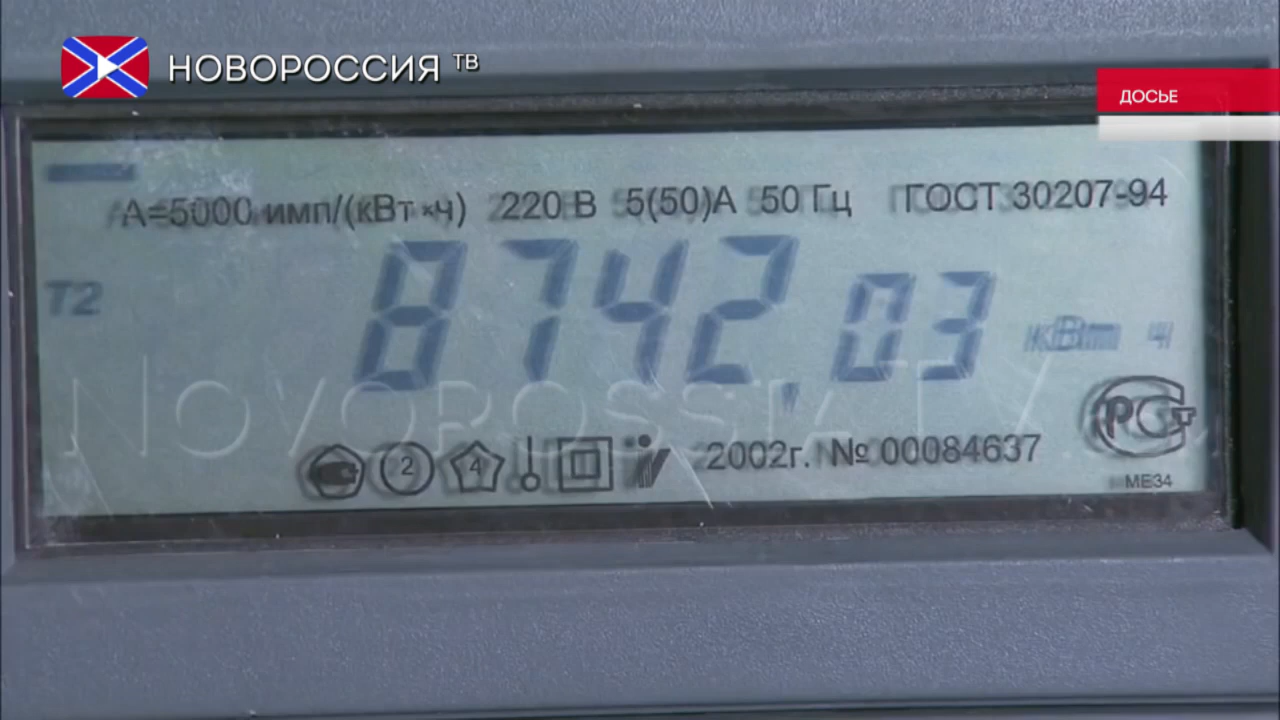 НОВОРОССИЯ ТВ
ДОСЬЕ
A=5000 имп/(кВт×ч) 220 В 5(50)А 50 Гц ГОСТ 30207-94
T2 8742,03 кВт ч
NOVOROSSIA TV
2 4 2002г. № 00084637
РСТ
МЕ34